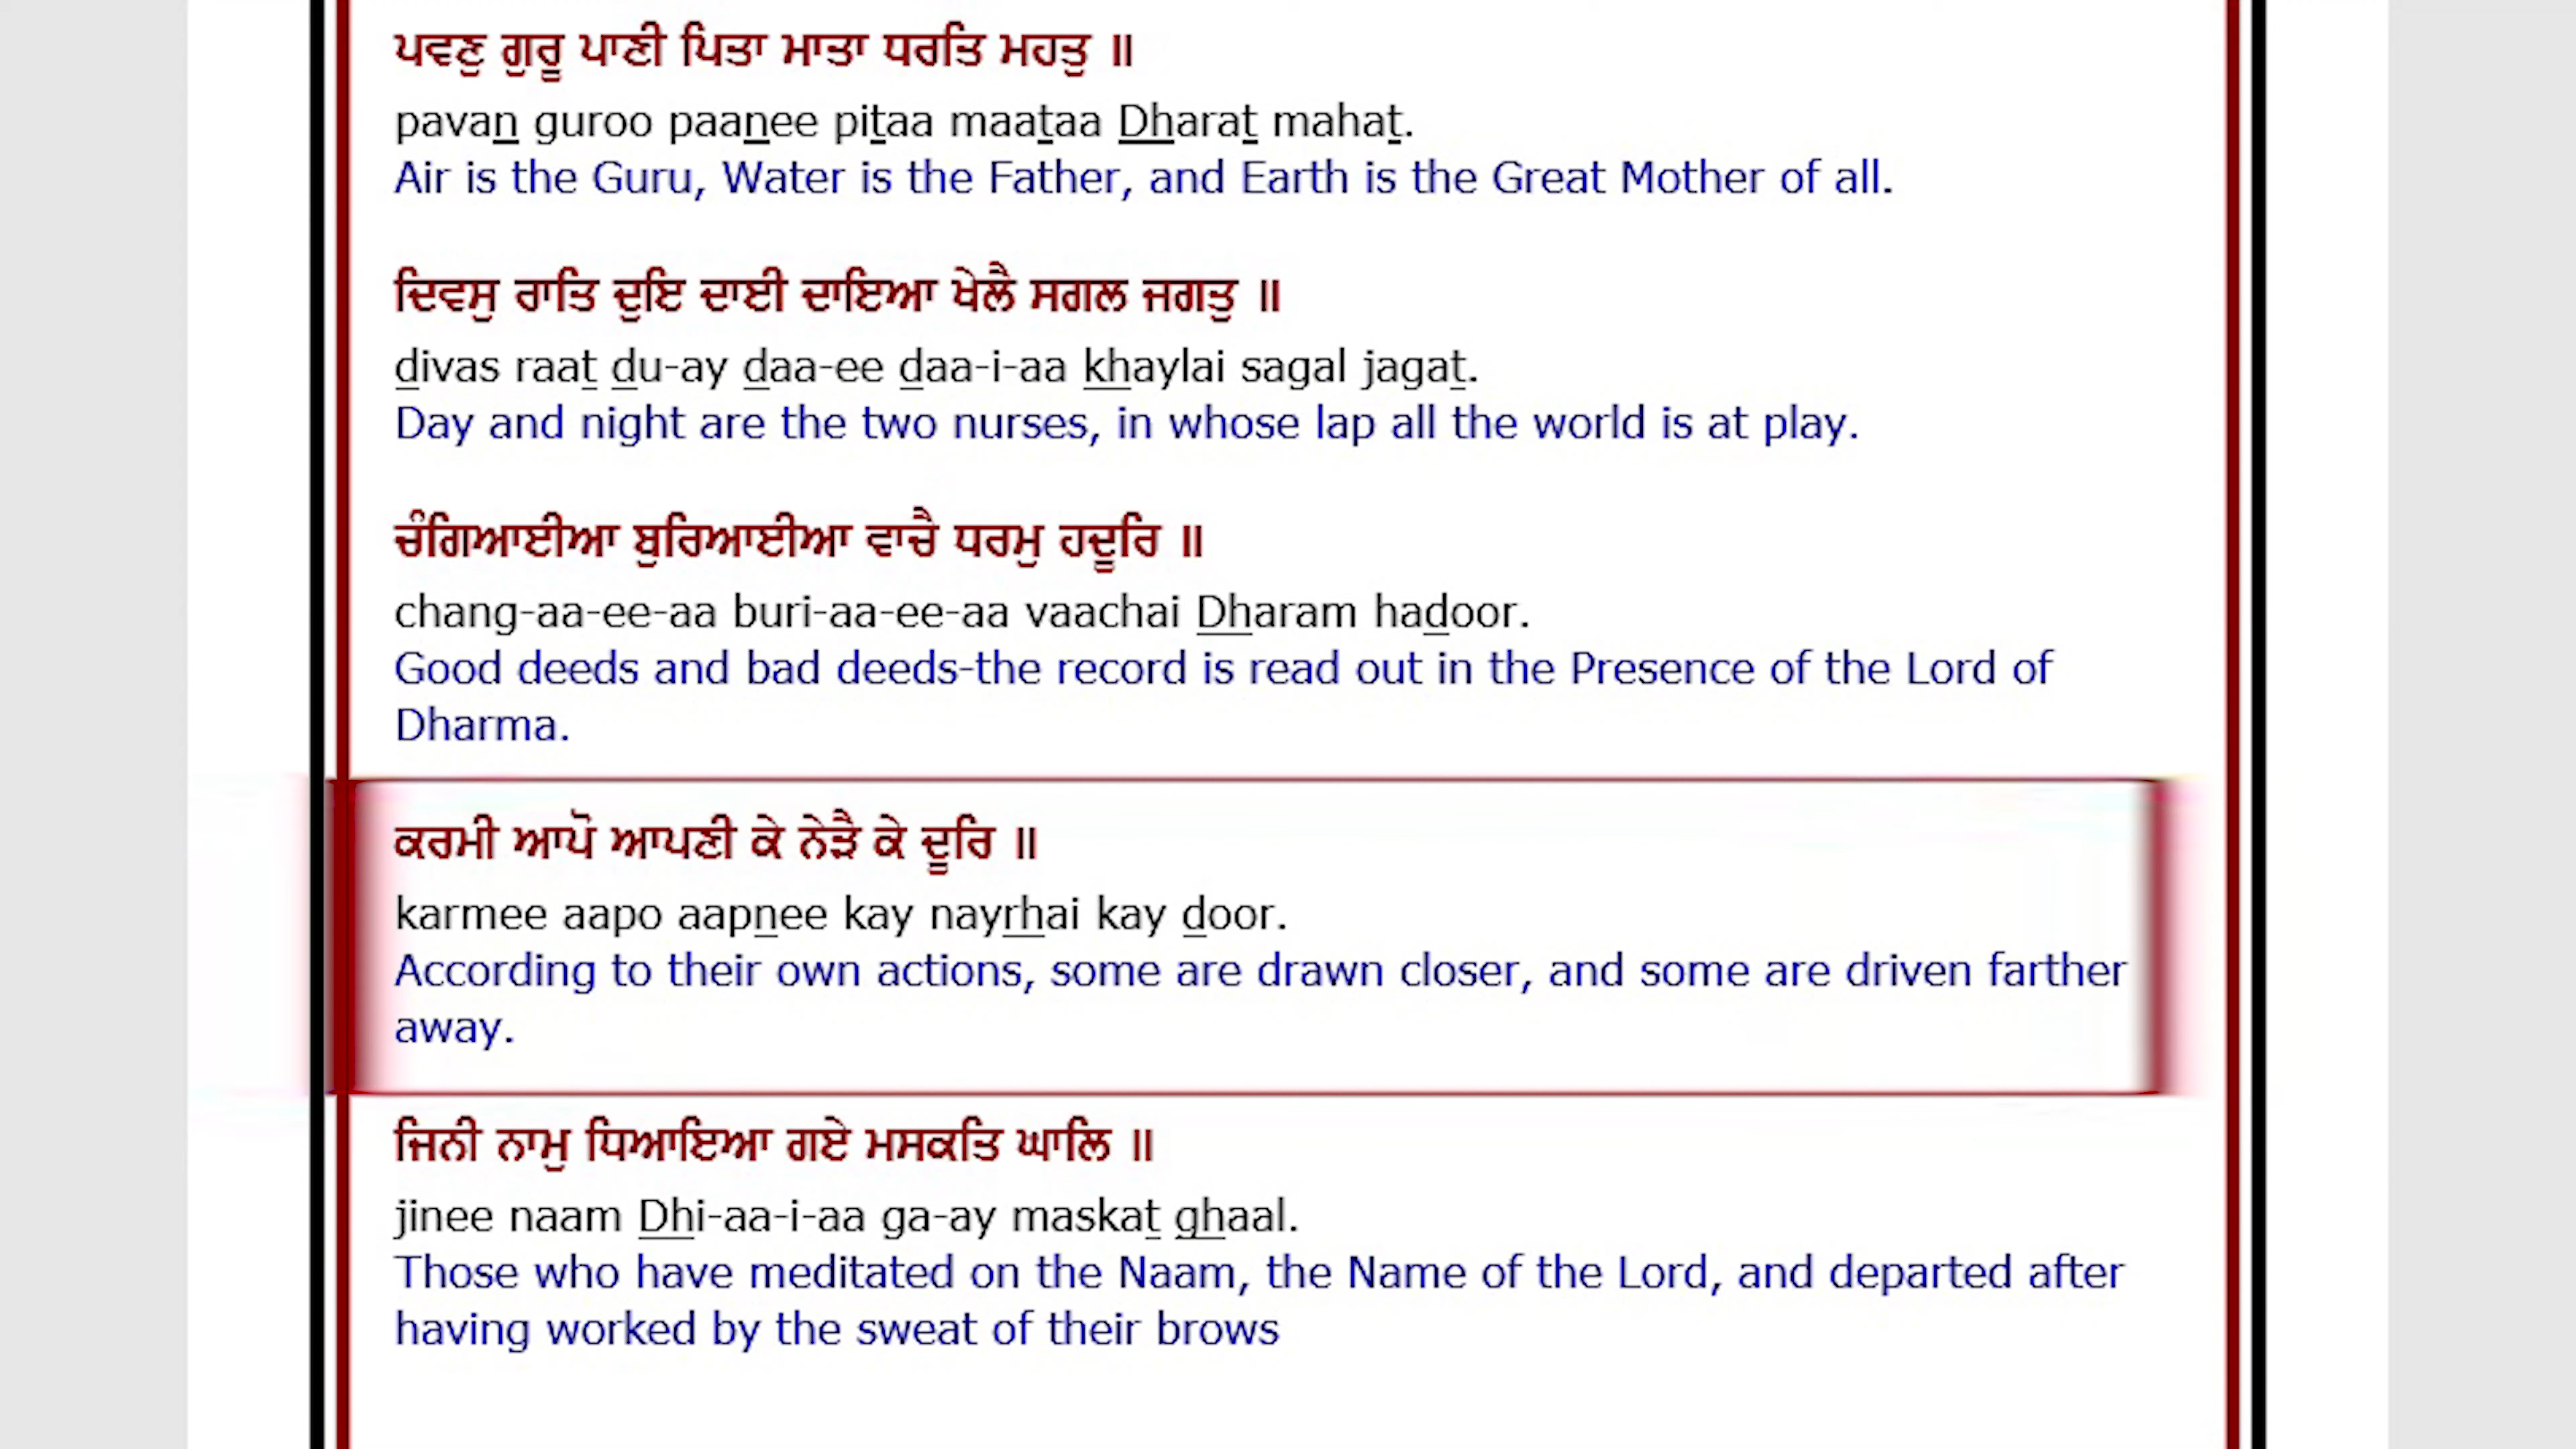 ਪਵਣੁ ਗੁਰੂ ਪਾਣੀ ਪਿਤਾ ਮਾਤਾ ਧਰਤਿ ਮਹਤੁ ॥
pavan guroo paanee pitaa maataa Dharat mahat.
Air is the Guru, Water is the Father, and Earth is the Great Mother of all.
ਦਿਵਸੁ ਰਾਤਿ ਦੁਇ ਦਾਈ ਦਾਇਆ ਖੇਲੈ ਸਗਲ ਜਗਤੁ ॥
divas raat du-ay daa-ee daa-i-aa khaylai sagal jagat.
Day and night are the two nurses, in whose lap all the world is at play.
ਚੰਗਿਆਈਆ ਬੁਰਿਆਈਆ ਵਾਚੈ ਧਰਮੁ ਹਦੂਰਿ ॥
chang-aa-ee-aa buri-aa-ee-aa vaachai Dharam hadoor.
Good deeds and bad deeds-the record is read out in the Presence of the Lord of
Dharma.
ਕਰਮੀ ਆਪੋ ਆਪਣੀ ਕੇ ਨੇੜੈ ਕੇ ਦੂਰਿ ॥
karmee aapo aapnee kay nayrhai kay door.
According to their own actions, some are drawn closer, and some are driven farther
away.
ਜਿਨੀ ਨਾਮੁ ਧਿਆਇਆ ਗਏ ਮਸਕਤਿ ਘਾਲਿ ॥
jinee naam Dhi-aa-i-aa ga-ay maskat ghaal.
Those who have meditated on the Naam, the Name of the Lord, and departed after
having worked by the sweat of their brows